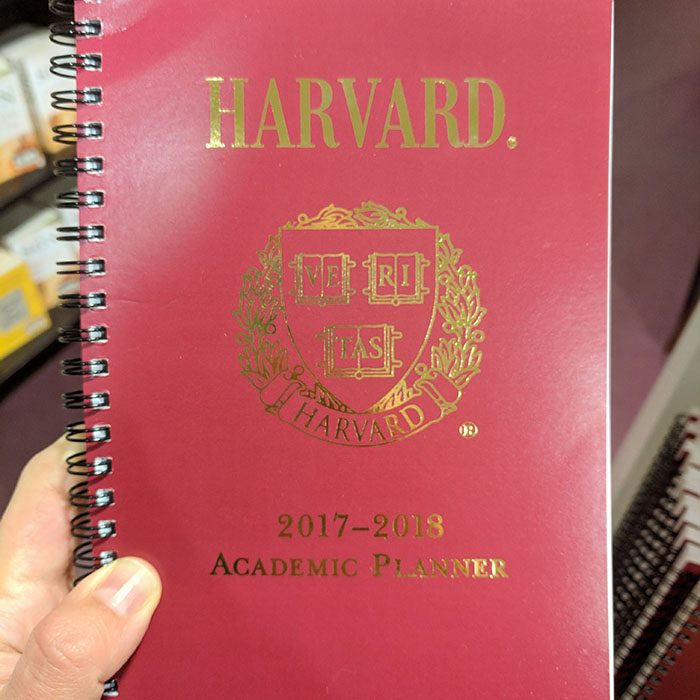 HARVARD®
VE RI
TAS
HARVARD ®
2017–2018
ACADEMIC PLANNER